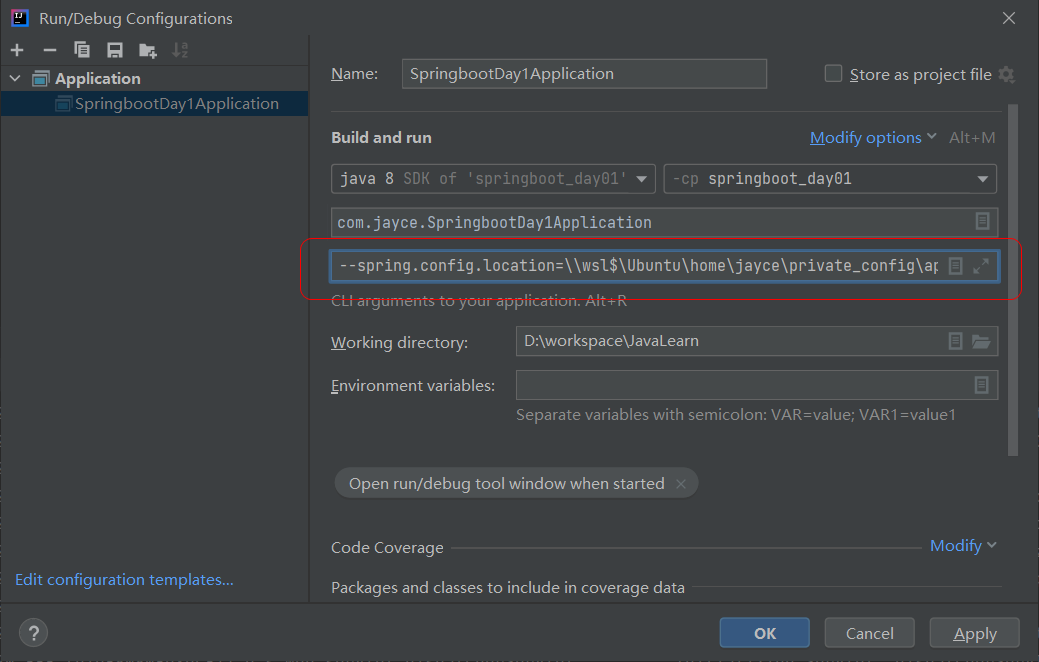 Run/Debug Configurations
Application
SpringbootDay1Application
Name: SpringbootDay1Application Store as project file
Build and run Modify options Alt+M
java 8 SDK of 'springboot_day01' -cp springboot_day01
com.jayce.SpringbootDay1Application
--spring.config.location=\\wsl$\Ubuntu\home\jayce\private_config\ap
CLI arguments to your application. Alt+R
Working directory: D:\workspace\JavaLearn
Environment variables:
Separate variables with semicolon: VAR=value; VAR1=value1
Open run/debug tool window when started
Code Coverage Modify
Packages and classes to include in coverage data
Edit configuration templates...
? OK Cancel Apply